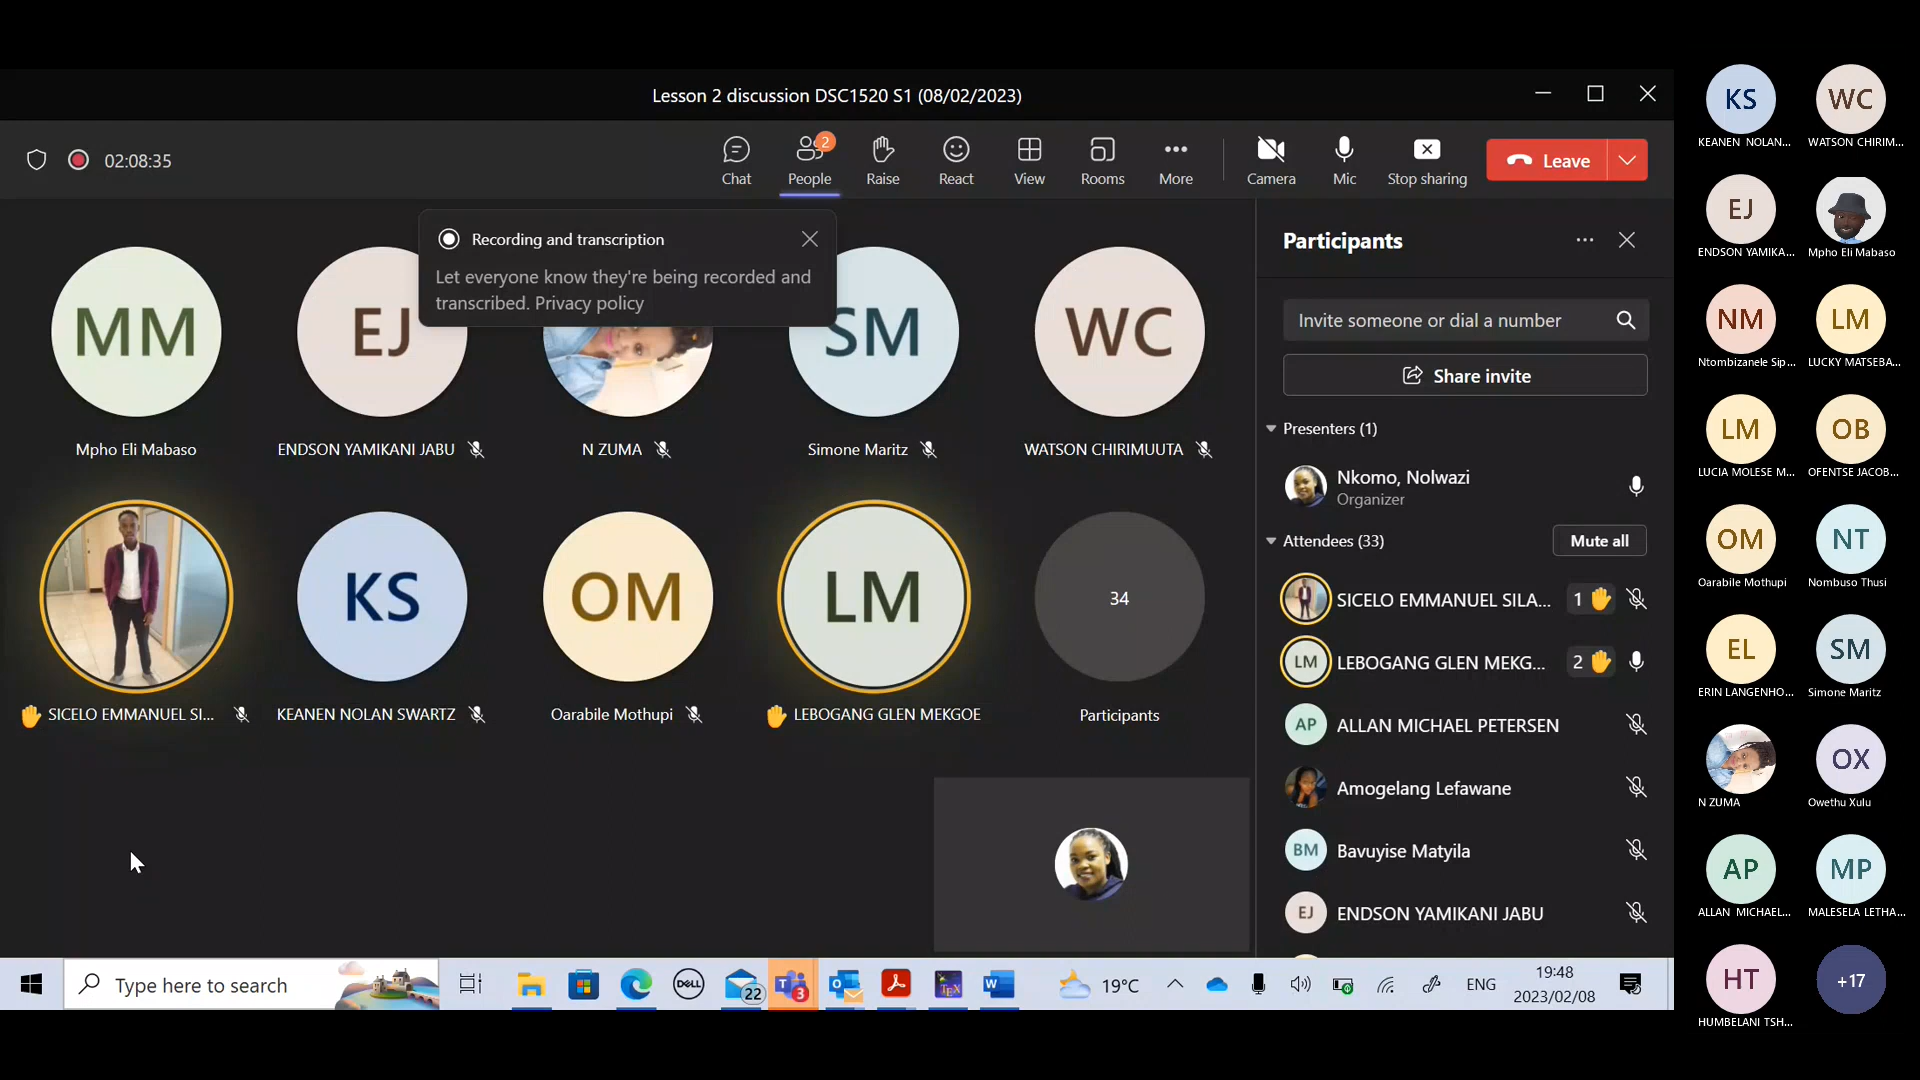 Lesson 2 discussion DSC1520 S1 (08/02/2023)
02:08:35
2
Chat
People
Raise
React
View
Rooms
More
Camera
Mic
Stop sharing
Leave
Recording and transcription
Let everyone know they're being recorded and
transcribed. Privacy policy
MM
EJ
SM
WC
Mpho Eli Mabaso
ENDSON YAMIKANI JABU
N ZUMA
Simone Maritz
WATSON CHIRIMUUTA
KS
OM
LM
34
SICELO EMMANUEL SI...
KEANEN NOLAN SWARTZ
Oarabile Mothupi
LEBOGANG GLEN MEKGOE
Participants
Participants
Invite someone or dial a number
Share invite
Presenters (1)
Nkomo, Nolwazi
Organizer
Attendees (33)
Mute all
SICELO EMMANUEL SILA...
1
LM
LEBOGANG GLEN MEKG...
2
AP
ALLAN MICHAEL PETERSEN
Amogelang Lefawane
BM
Bavuyise Matyila
EJ
ENDSON YAMIKANI JABU
KS
WC
KEANEN NOLAN...
WATSON CHIRIM...
EJ
ENDSON YAMIKA...
Mpho Eli Mabaso
NM
LM
Ntombizanele Sip...
LUCKY MATSEBA...
LM
OB
LUCIA MOLESE M...
OFENTSE JACOB...
OM
NT
Oarabile Mothupi
Nombuso Thusi
EL
SM
ERIN LANGENHO...
Simone Maritz
OX
N ZUMA
Owethu Xulu
AP
MP
ALLAN MICHAEL...
MALESELA LETHA...
HT
+17
HUMBELANI TSH...
Type here to search
DELL
22
T
3
O
TEX
W
19°C
ENG
19:48
2023/02/08